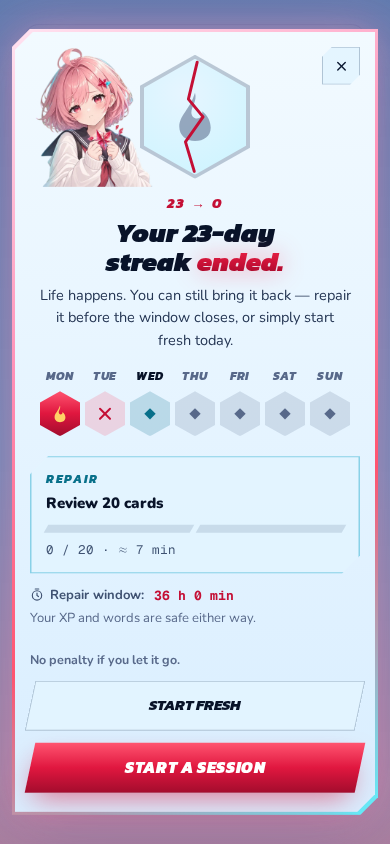 23 → 0
Your 23-day
streak ended.
Life happens. You can still bring it back — repair
it before the window closes, or simply start
fresh today.
MON TUE WED THU FRI SAT SUN
REPAIR
Review 20 cards
0 / 20 · ≈ 7 min
Repair window: 36 h 0 min
Your XP and words are safe either way.
No penalty if you let it go.
START FRESH
START A SESSION